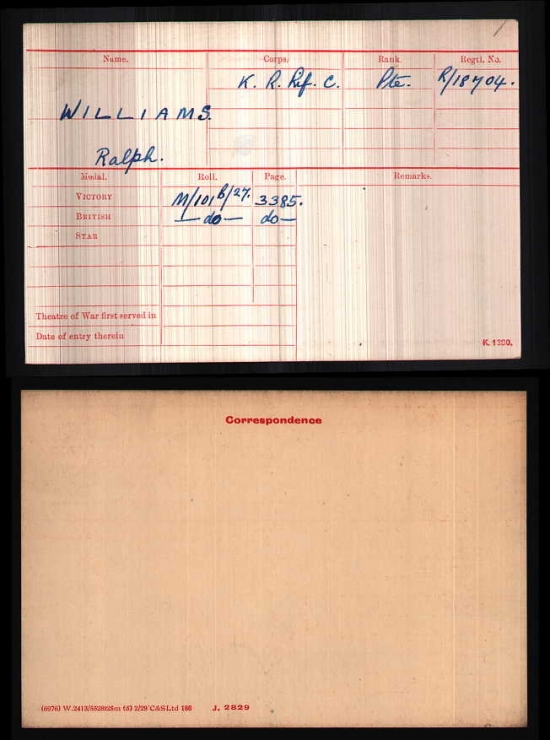 Name. Corps. Rank. Regtl. No.
K. R. Rif. C. Pte. R/18704.
WILLIAMS.
Ralph.
Medal. Roll. Page. Remarks.
VICTORY M/101 B/27. 3385.
BRITISH —do— do—
STAR
Theatre of War first served in
Date of entry therein
K. 1380.
Correspondence
J. 2829